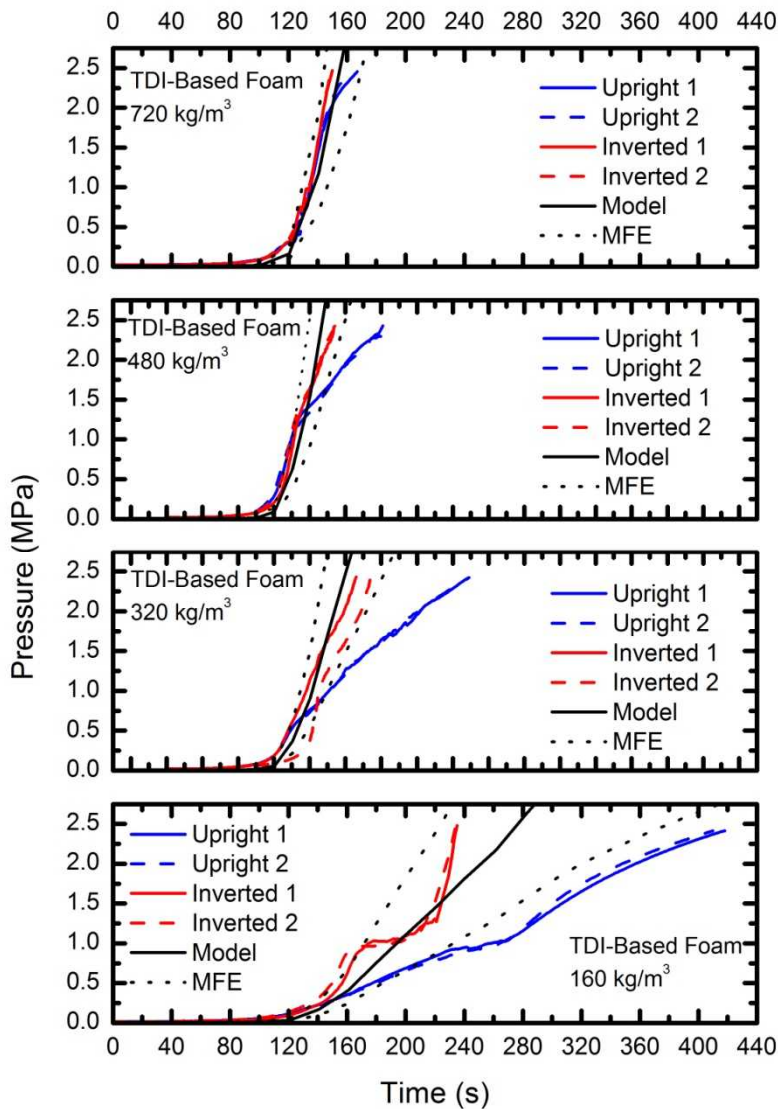 0 40 80 120 160 200 240 280 320 360 400 440
2.5
2.0
1.5
1.0
0.5
0.0
TDI-Based Foam
720 kg/m³
Upright 1
Upright 2
Inverted 1
Inverted 2
Model
MFE
2.5
2.0
1.5
1.0
0.5
0.0
TDI-Based Foam
480 kg/m³
Upright 1
Upright 2
Inverted 1
Inverted 2
Model
MFE
Pressure (MPa)
2.5
2.0
1.5
1.0
0.5
0.0
TDI-Based Foam
320 kg/m³
Upright 1
Upright 2
Inverted 1
Inverted 2
Model
MFE
2.5
2.0
1.5
1.0
0.5
0.0
Upright 1
Upright 2
Inverted 1
Inverted 2
Model
MFE
TDI-Based Foam
160 kg/m³
0 40 80 120 160 200 240 280 320 360 400 440
Time (s)